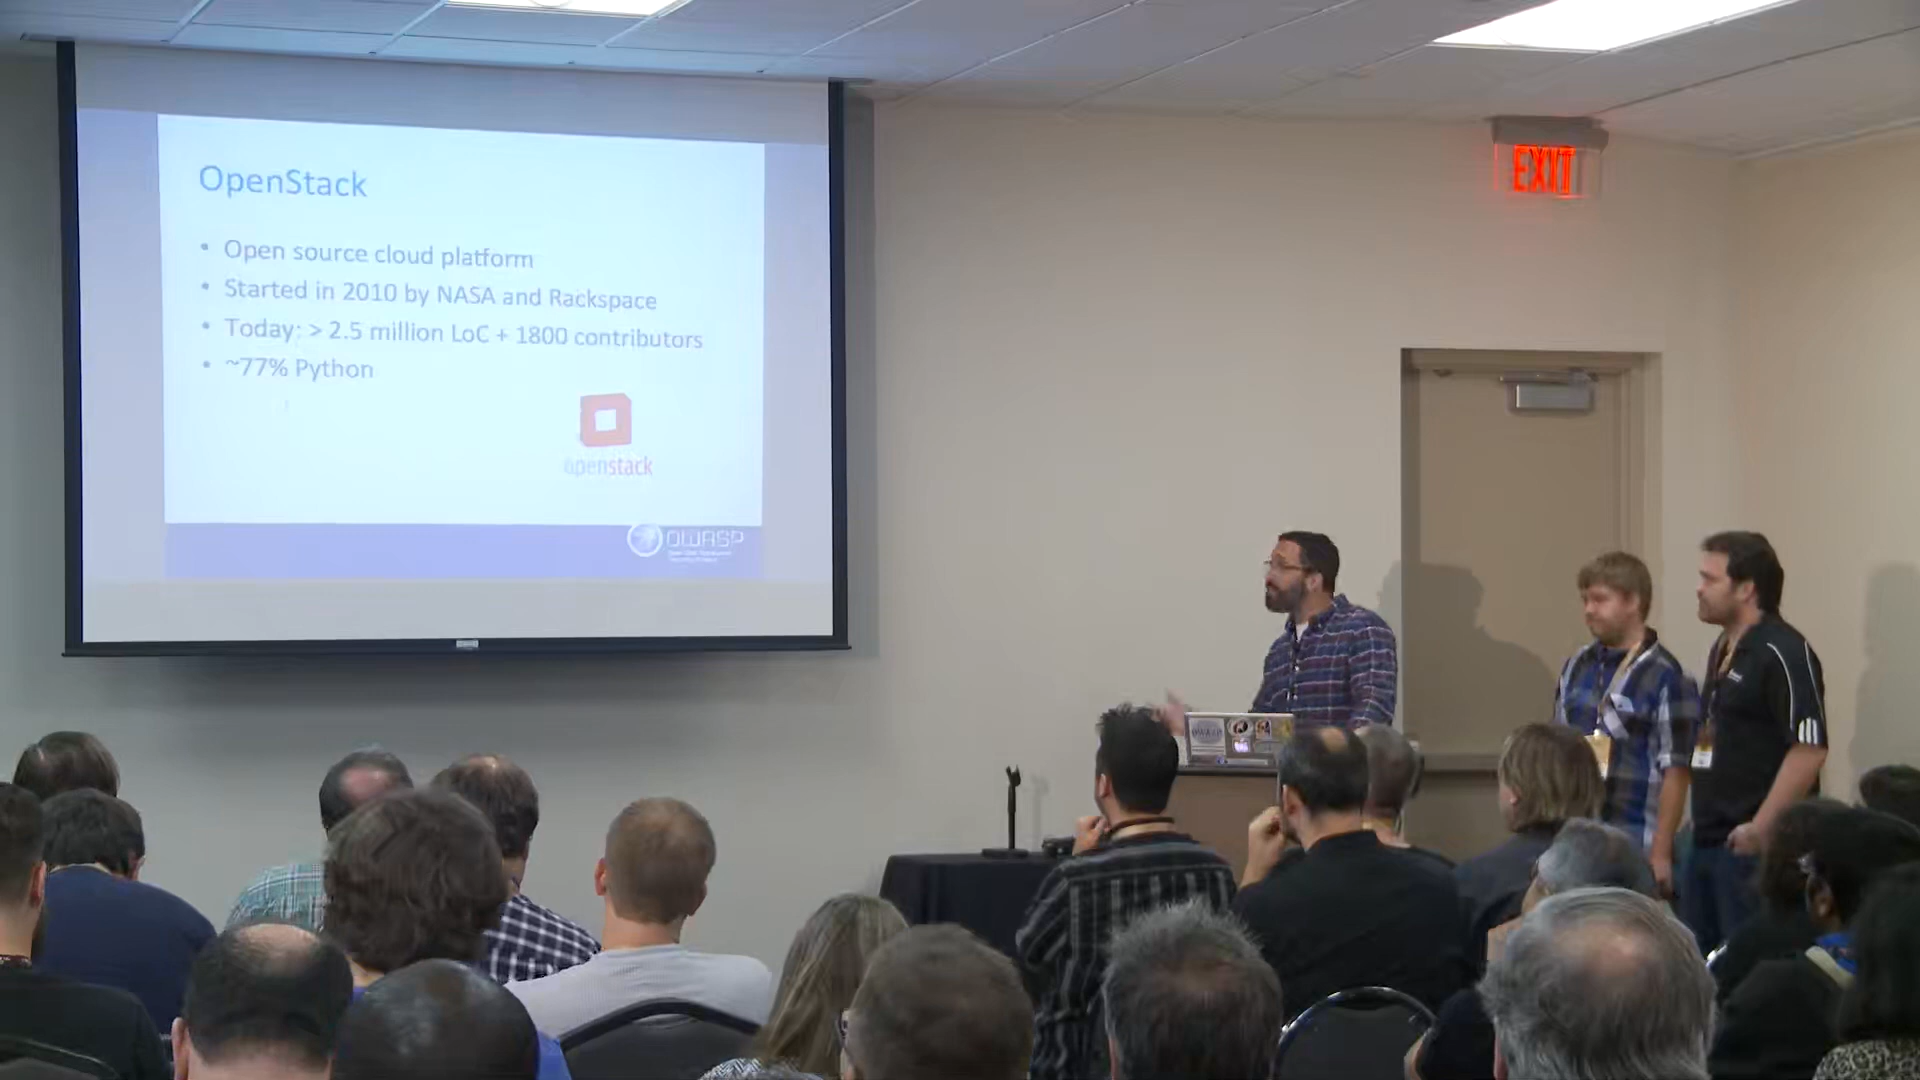 OpenStack
• Open source cloud platform
• Started in 2010 by NASA and Rackspace
• Today: > 2.5 million LoC + 1800 contributors
• ~77% Python
openstack
OWASP
EXIT